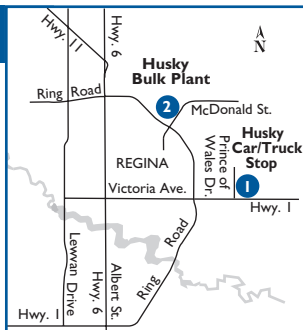 Hwy. 11
Hwy. 6
N
Husky
Bulk Plant
Ring Road
2
McDonald St.
Husky
Car/Truck
Stop
Prince of
Wales Dr.
1
REGINA
Victoria Ave.
Hwy. 1
Lewvan Drive
Hwy. 6
Albert St.
Ring Road
Hwy. 1